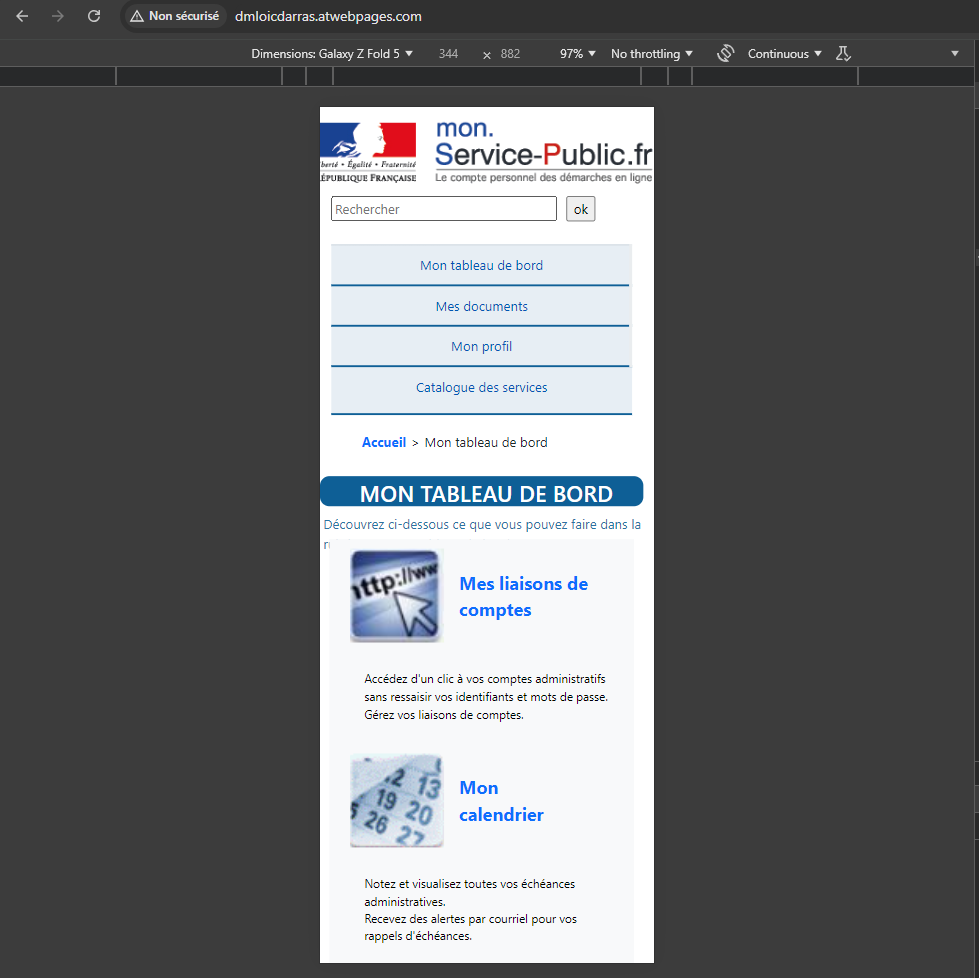 Non sécurisé dmloicdarras.atwebpages.com
Dimensions: Galaxy Z Fold 5 344 × 882 97% No throttling Continuous
mon.
Service-Public.fr
Le compte personnel des démarches en ligne
berté • Égalité • Fraternité
ÉPUBLIQUE FRANÇAISE
Rechercher ok
Mon tableau de bord
Mes documents
Mon profil
Catalogue des services
Accueil > Mon tableau de bord
MON TABLEAU DE BORD
Découvrez ci-dessous ce que vous pouvez faire dans la
http://ww
Mes liaisons de
comptes
Accédez d'un clic à vos comptes administratifs
sans ressaisir vos identifiants et mots de passe.
Gérez vos liaisons de comptes.
12 13
19 20
26 27
Mon
calendrier
Notez et visualisez toutes vos échéances
administratives.
Recevez des alertes par courriel pour vos
rappels d'échéances.